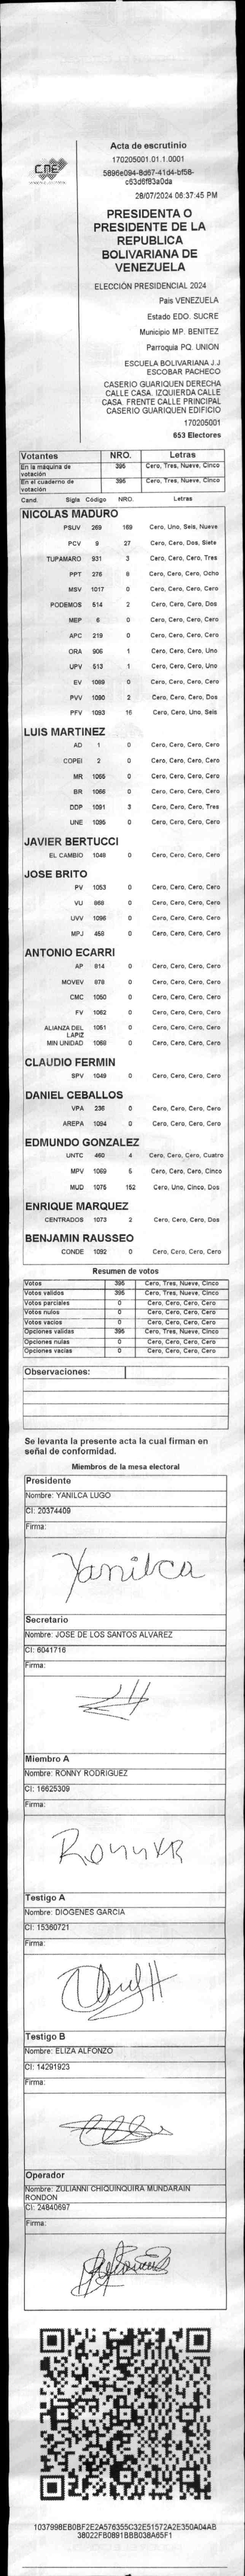 CNE
Acta de escrutinio
170205001.01.1.0001
5896e094-8d67-41d4-bf58-
c63d6f83a0da
28/07/2024 06:37:45 PM
PRESIDENTA O
PRESIDENTE DE LA
REPUBLICA
BOLIVARIANA DE
VENEZUELA
ELECCIÓN PRESIDENCIAL 2024
Pais VENEZUELA
Estado EDO. SUCRE
Municipio MP. BENITEZ
Parroquia PQ. UNION
ESCUELA BOLIVARIANA J.J
ESCOBAR PACHECO
CASERIO GUARIQUEN DERECHA
CALLE CASA. IZQUIERDA CALLE
CASA. FRENTE CALLE PRINCIPAL
CASERIO GUARIQUEN EDIFICIO
170205001
653 Electores
Votantes NRO. Letras
En la máquina de votación 395 Cero, Tres, Nueve, Cinco
En el cuaderno de votación 395 Cero, Tres, Nueve, Cinco
Cand. Sigla Código NRO. Letras
NICOLAS MADURO
PSUV 269 169 Cero, Uno, Seis, Nueve
PCV 9 27 Cero, Cero, Dos, Siete
TUPAMARO 931 3 Cero, Cero, Cero, Tres
PPT 276 8 Cero, Cero, Cero, Ocho
MSV 1017 0 Cero, Cero, Cero, Cero
PODEMOS 514 2 Cero, Cero, Cero, Dos
MEP 6 0 Cero, Cero, Cero, Cero
APC 219 0 Cero, Cero, Cero, Cero
ORA 906 1 Cero, Cero, Cero, Uno
UPV 513 1 Cero, Cero, Cero, Uno
EV 1089 0 Cero, Cero, Cero, Cero
PVV 1090 2 Cero, Cero, Cero, Dos
PFV 1093 16 Cero, Cero, Uno, Seis
LUIS MARTINEZ
AD 1 0 Cero, Cero, Cero, Cero
COPEI 2 0 Cero, Cero, Cero, Cero
MR 1065 0 Cero, Cero, Cero, Cero
BR 1066 0 Cero, Cero, Cero, Cero
DDP 1091 3 Cero, Cero, Cero, Tres
UNE 1095 0 Cero, Cero, Cero, Cero
JAVIER BERTUCCI
EL CAMBIO 1048 0 Cero, Cero, Cero, Cero
JOSE BRITO
PV 1053 0 Cero, Cero, Cero, Cero
VU 868 0 Cero, Cero, Cero, Cero
UVV 1096 0 Cero, Cero, Cero, Cero
MPJ 458 0 Cero, Cero, Cero, Cero
ANTONIO ECARRI
AP 814 0 Cero, Cero, Cero, Cero
MOVEV 878 0 Cero, Cero, Cero, Cero
CMC 1050 0 Cero, Cero, Cero, Cero
FV 1062 0 Cero, Cero, Cero, Cero
ALIANZA DEL LAPIZ 1051 0 Cero, Cero, Cero, Cero
MIN UNIDAD 1068 0 Cero, Cero, Cero, Cero
CLAUDIO FERMIN
SPV 1049 0 Cero, Cero, Cero, Cero
DANIEL CEBALLOS
VPA 236 0 Cero, Cero, Cero, Cero
AREPA 1094 0 Cero, Cero, Cero, Cero
EDMUNDO GONZALEZ
UNTC 460 4 Cero, Cero, Cero, Cuatro
MPV 1069 5 Cero, Cero, Cero, Cinco
MUD 1075 152 Cero, Uno, Cinco, Dos
ENRIQUE MARQUEZ
CENTRADOS 1073 2 Cero, Cero, Cero, Dos
BENJAMIN RAUSSEO
CONDE 1092 0 Cero, Cero, Cero, Cero
Resumen de votos
Votos 395 Cero, Tres, Nueve, Cinco
Votos validos 395 Cero, Tres, Nueve, Cinco
Votos parciales 0 Cero, Cero, Cero, Cero
Votos nulos 0 Cero, Cero, Cero, Cero
Votos vacios 0 Cero, Cero, Cero, Cero
Opciones validas 395 Cero, Tres, Nueve, Cinco
Opciones nulas 0 Cero, Cero, Cero, Cero
Opciones vacias 0 Cero, Cero, Cero, Cero
Observaciones:
Se levanta la presente acta la cual firman en
señal de conformidad.
Miembros de la mesa electoral
Presidente
Nombre: YANILCA LUGO
CI: 20374409
Firma:
Yanilca
Secretario
Nombre: JOSE DE LOS SANTOS ALVAREZ
CI: 6041716
Firma:
Miembro A
Nombre: RONNY RODRIGUEZ
CI: 16625309
Firma:
Testigo A
Nombre: DIOGENES GARCIA
CI: 15360721
Firma:
Testigo B
Nombre: ELIZA ALFONZO
CI: 14291923
Firma:
Operador
Nombre: ZULIANNI CHIQUINQUIRA MUNDARAIN
RONDON
CI: 24840697
Firma:
1037998EB0BF2E2A576355C32E51572A2E350A04AB
38022FB0891BBB038A65F1